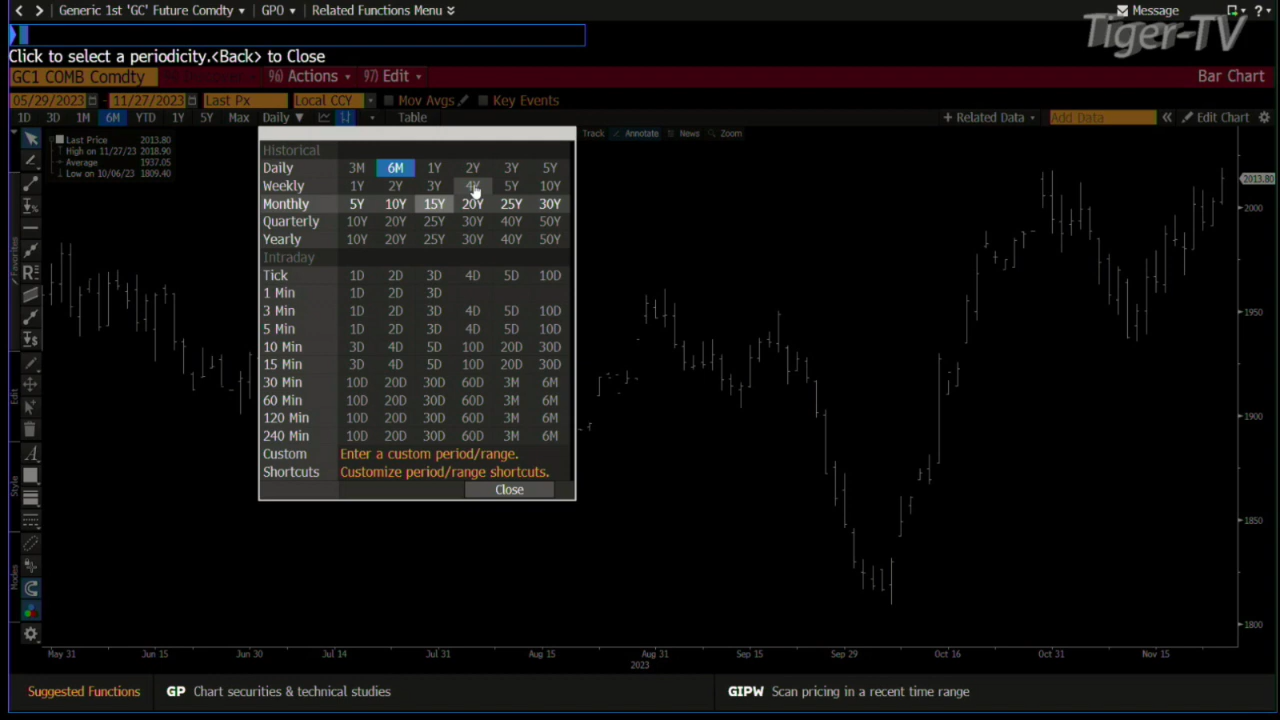 Generic 1st 'GC' Future Comdty GPO Related Functions Menu Message ?
Tiger-TV
Click to select a periodicity.<Back> to Close
GC1 COMB Comdty 96) Actions 97) Edit Bar Chart
05/29/2023 11/27/2023 Last Px Local CCY Mov Avgs Key Events
1D 3D 1M 6M YTD 1Y 5Y Max Daily ▼ Table + Related Data Add Data « Edit Chart
Track Annotate News Zoom
Last Price 2013.80
High on 11/27/23 2018.90
Average 1937.05
Low on 10/06/23 1809.40
Historical
Daily 3M 6M 1Y 2Y 3Y 5Y
Weekly 1Y 2Y 3Y 4Y 5Y 10Y
Monthly 5Y 10Y 15Y 20Y 25Y 30Y
Quarterly 10Y 20Y 25Y 30Y 40Y 50Y
Yearly 10Y 20Y 25Y 30Y 40Y 50Y
Intraday
Tick 1D 2D 3D 4D 5D 10D
1 Min 1D 2D 3D
3 Min 1D 2D 3D 4D 5D 10D
5 Min 1D 2D 3D 4D 5D 10D
10 Min 3D 4D 5D 10D 20D 30D
15 Min 3D 4D 5D 10D 20D 30D
30 Min 10D 20D 30D 60D 3M 6M
60 Min 10D 20D 30D 60D 3M 6M
120 Min 10D 20D 30D 60D 3M 6M
240 Min 10D 20D 30D 60D 3M 6M
Custom Enter a custom period/range.
Shortcuts Customize period/range shortcuts.
Close
2013.80
2000
1950
1900
1850
1800
Favorites
Edit
Style
Modes
May 31 Jun 15 Jun 30 Jul 14 Jul 31 Aug 15 Aug 31 Sep 15 Sep 29 Oct 16 Oct 31 Nov 15
2023
Suggested Functions GP Chart securities & technical studies GIPW Scan pricing in a recent time range